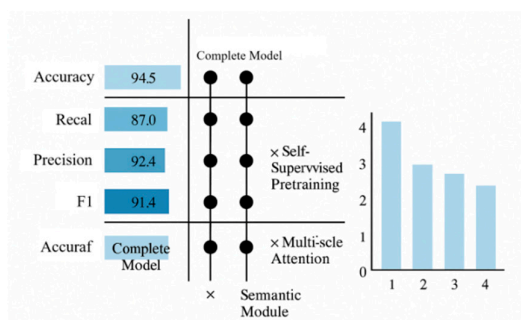 Complete Model
Accuracy 94.5
Recal 87.0
Precision 92.4
F1 91.4
Accuraf Complete
Model
× Self-
Supervvised
Pretraining
× Multi-scle
Attention
× Semantic
Module
4
3
2
1
0
1 2 3 4